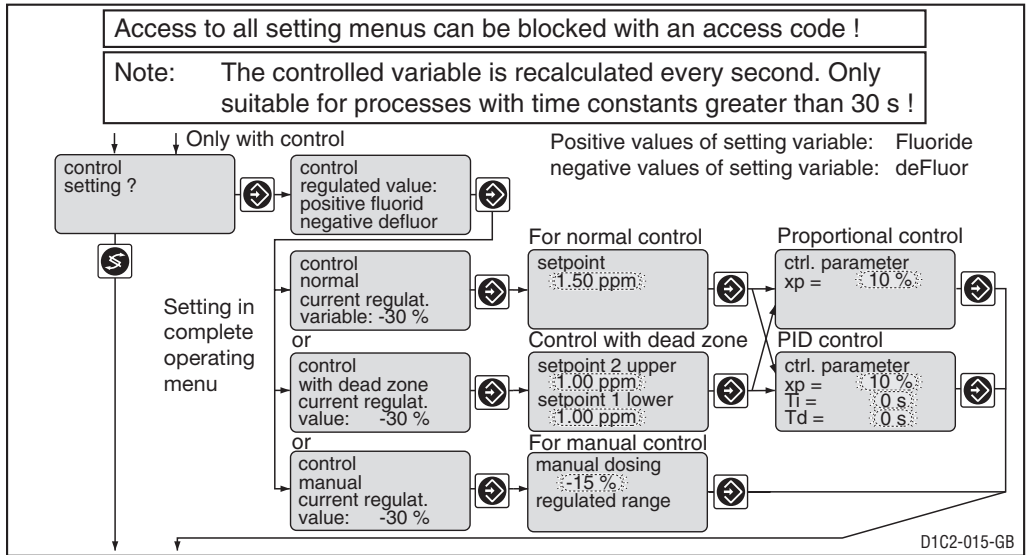 Access to all setting menus can be blocked with an access code !
Note: The controlled variable is recalculated every second. Only
suitable for processes with time constants greater than 30 s !
Only with control
Positive values of setting variable: Fluoride
negative values of setting variable: deFluor
control
setting ?
control
regulated value:
positive fluorid
negative defluor
Setting in
complete
operating
menu
control
normal
current regulat.
variable: -30 %
For normal control
setpoint
1.50 ppm
Proportional control
ctrl. parameter
xp = 10 %
or
control
with dead zone
current regulat.
value: -30 %
Control with dead zone
setpoint 2 upper
1.00 ppm
setpoint 1 lower
1.00 ppm
PID control
ctrl. parameter
xp = 10 %
Ti = 0 s
Td = 0 s
or
control
manual
current regulat.
value: -30 %
For manual control
manual dosing
-15 %
regulated range
D1C2-015-GB